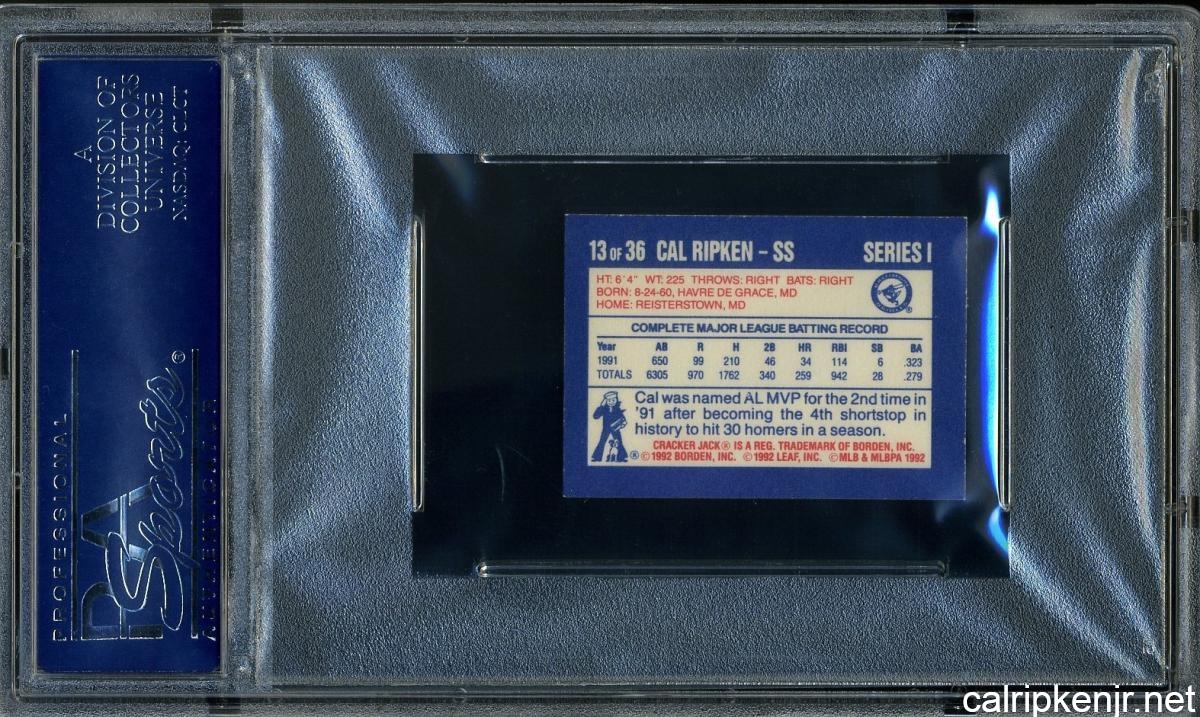 A
DIVISION OF
COLLECTORS
UNIVERSE
NASDAQ: CLCT
PROFESSIONAL
PSA
Sports®
13 OF 36 CAL RIPKEN – SS SERIES I
HT: 6'4" WT: 225 THROWS: RIGHT BATS: RIGHT
BORN: 8-24-60, HAVRE DE GRACE, MD
HOME: REISTERSTOWN, MD
COMPLETE MAJOR LEAGUE BATTING RECORD
Year AB R H 2B HR RBI SB BA
1991 650 99 210 46 34 114 6 .323
TOTALS 6305 970 1762 340 259 942 28 .279
Cal was named AL MVP for the 2nd time in
'91 after becoming the 4th shortstop in
history to hit 30 homers in a season.
CRACKER JACK® IS A REG. TRADEMARK OF BORDEN, INC.
® ©1992 BORDEN, INC. ©1992 LEAF, INC. ©MLB & MLBPA 1992
calripkenjr.net